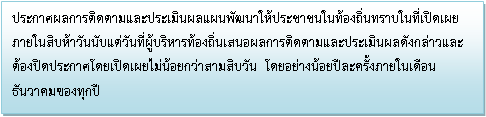 ประกาศผลการติดตามและประเมินผลแผนพัฒนาให้ประชาชนในท้องถิ่นทราบในที่เปิดเผย
ภายในสิบห้าวันนับแต่วันที่ผู้บริหารท้องถิ่นเสนอผลการติดตามและประเมินผลดังกล่าวและ
ต้องปิดประกาศโดยเปิดเผยไม่น้อยกว่าสามสิบวัน โดยอย่างน้อยปีละครั้งภายในเดือน
ธันวาคมของทุกปี